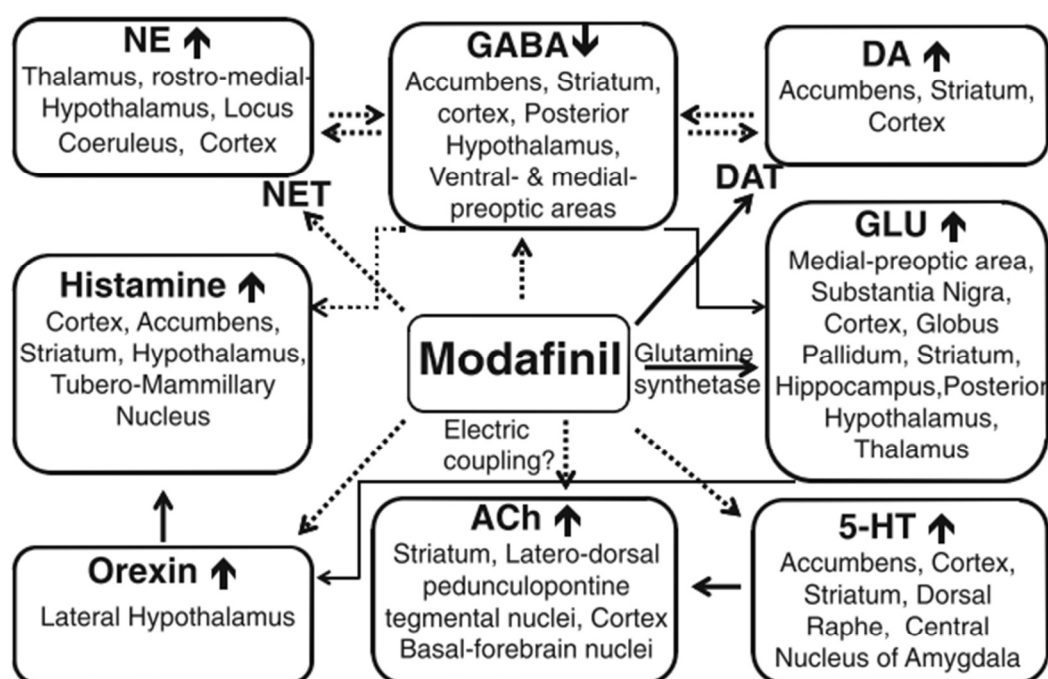 NE ↑
Thalamus, rostro-medial-
Hypothalamus, Locus
Coeruleus, Cortex
GABA ↓
Accumbens, Striatum,
cortex, Posterior
Hypothalamus,
Ventral- & medial-
preoptic areas
DA ↑
Accumbens, Striatum,
Cortex
NET
DAT
Histamine ↑
Cortex, Accumbens,
Striatum, Hypothalamus,
Tubero-Mammillary
Nucleus
Modafinil
Glutamine
synthetase
GLU ↑
Medial-preoptic area,
Substantia Nigra,
Cortex, Globus
Pallidum, Striatum,
Hippocampus,Posterior
Hypothalamus,
Thalamus
Electric
coupling?
Orexin ↑
Lateral Hypothalamus
ACh ↑
Striatum, Latero-dorsal
pedunculopontine
tegmental nuclei, Cortex
Basal-forebrain nuclei
5-HT ↑
Accumbens, Cortex,
Striatum, Dorsal
Raphe, Central
Nucleus of Amygdala